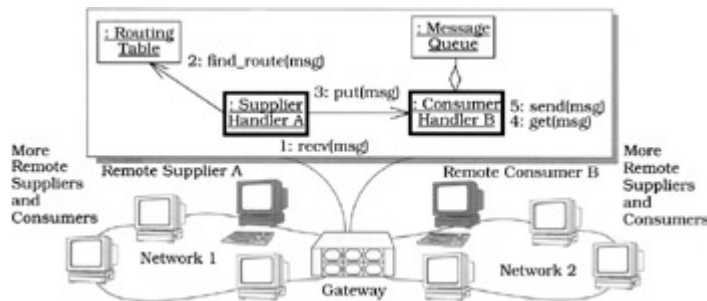 : Routing
Table
: Message
Queue
2: find_route(msg)
3: put(msg)
: Supplier
Handler A
: Consumer
Handler B
5: send(msg)
4: get(msg)
1: recv(msg)
More
Remote
Suppliers
and
Consumers
Remote Supplier A
Remote Consumer B
More
Remote
Suppliers
and
Consumers
Network 1
Network 2
Gateway